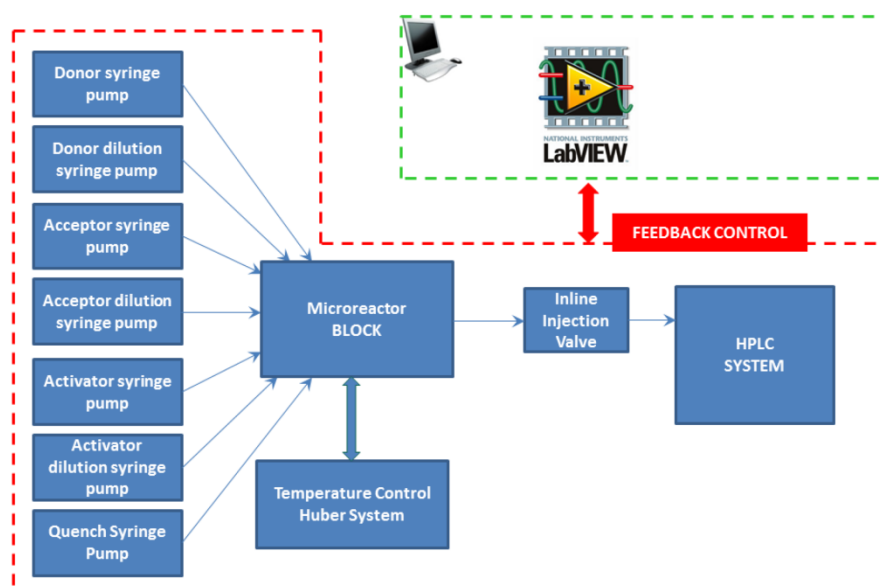 Donor syringe
pump
Donor dilution
syringe pump
Acceptor syringe
pump
Acceptor dilution
syringe pump
Activator syringe
pump
Activator
dilution syringe
pump
Quench Syringe
Pump
Microreactor
BLOCK
Temperature Control
Huber System
Inline
Injection
Valve
HPLC
SYSTEM
NATIONAL INSTRUMENTS
LabVIEW
FEEDBACK CONTROL